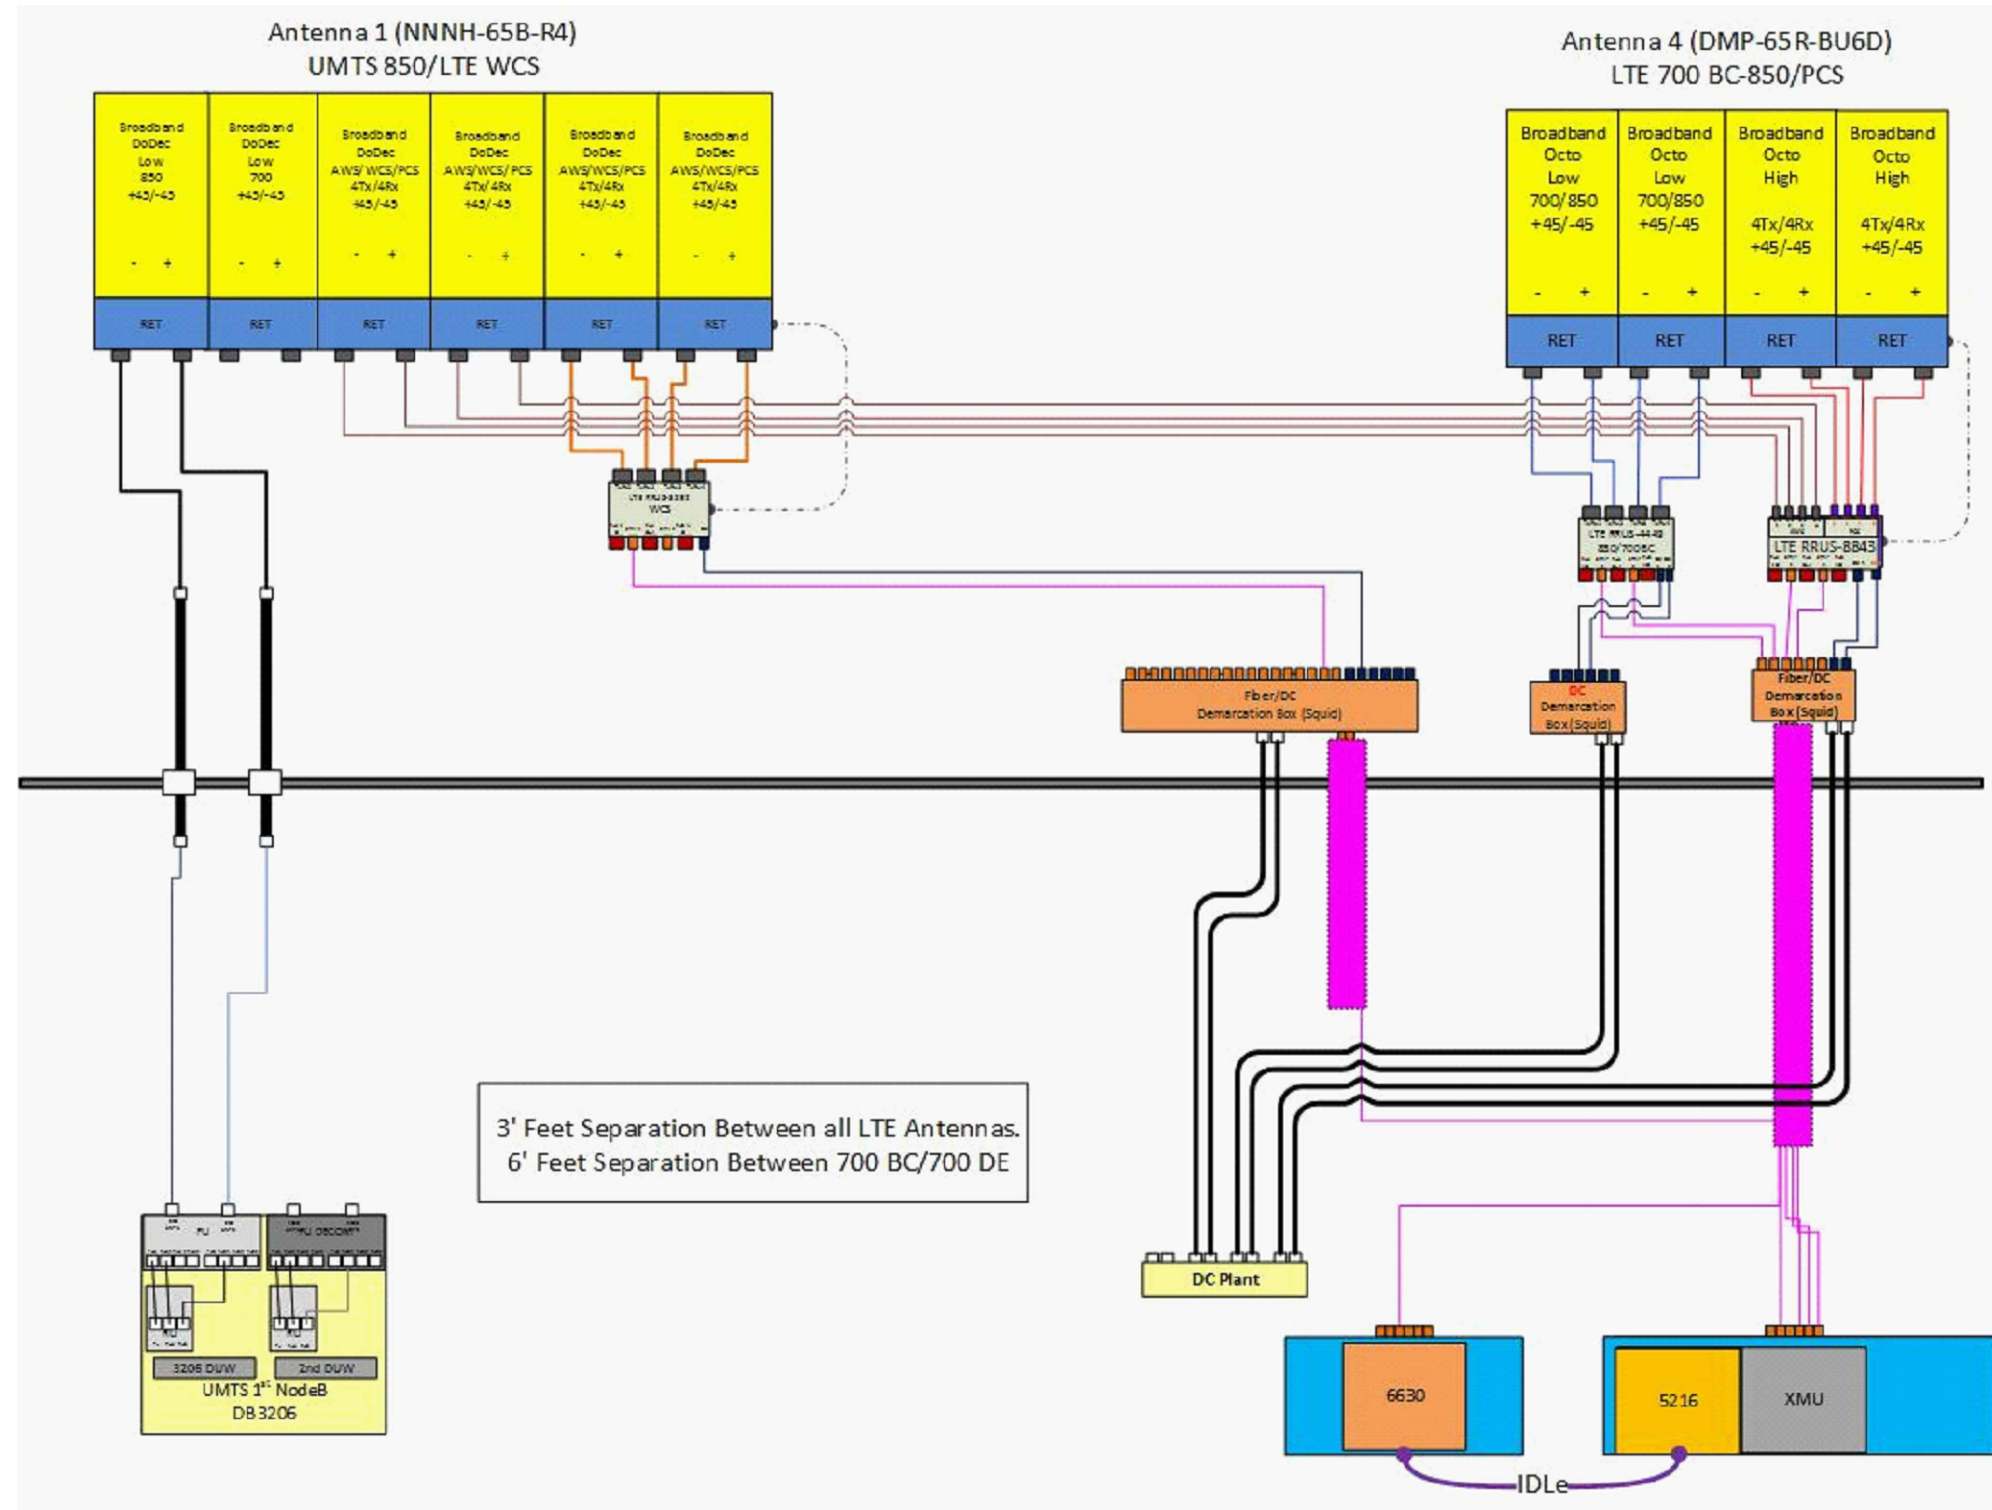 Antenna 1 (NNNH-65B-R4)
UMTS 850/LTE WCS
Antenna 4 (DMP-65R-BU6D)
LTE 700 BC-850/PCS
Broadband
DoDec
Low
850
+45/-45
- +
RET
Broadband
DoDec
Low
700
+45/-45
- +
RET
Broadband
DoDec
AWS/WCS/PCS
4Tx/4Rx
+45/-45
- +
RET
Broadband
DoDec
AWS/WCS/PCS
4Tx/4Rx
+45/-45
- +
RET
Broadband
DoDec
AWS/WCS/PCS
4Tx/4Rx
+45/-45
- +
RET
Broadband
DoDec
AWS/WCS/PCS
4Tx/4Rx
+45/-45
- +
RET
Broadband
Octo
Low
700/850
+45/-45
- +
RET
Broadband
Octo
Low
700/850
+45/-45
- +
RET
Broadband
Octo
High
4Tx/4Rx
+45/-45
- +
RET
Broadband
Octo
High
4Tx/4Rx
+45/-45
- +
RET
WCS
LTE RRUS-4449
850/700BC
LTE RRUS-8843
Fiber/DC
Demarcation Box (Squid)
DC
Demarcation
Box(Squid)
Fiber/DC
Demarcation
Box(Squid)
3' Feet Separation Between all LTE Antennas.
6' Feet Separation Between 700 BC/700 DE
3206 DUW
2nd DUW
UMTS 1st NodeB
DB3206
DC Plant
6630
5216
XMU
IDLe